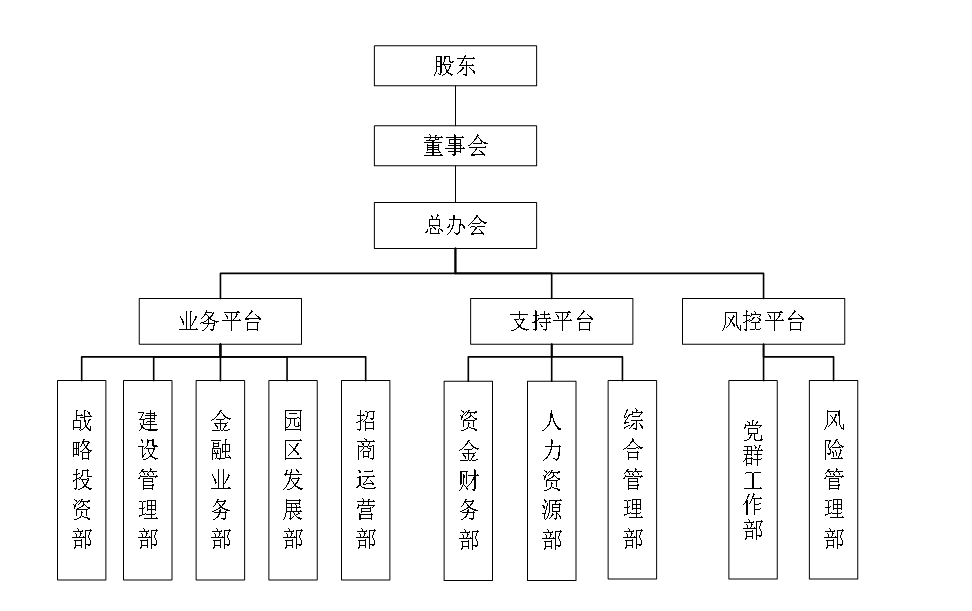 股东
董事会
总办会
业务平台
支持平台
风控平台
战略投资部
建设管理部
金融业务部
园区发展部
招商运营部
资金财务部
人力资源部
综合管理部
党群工作部
风险管理部